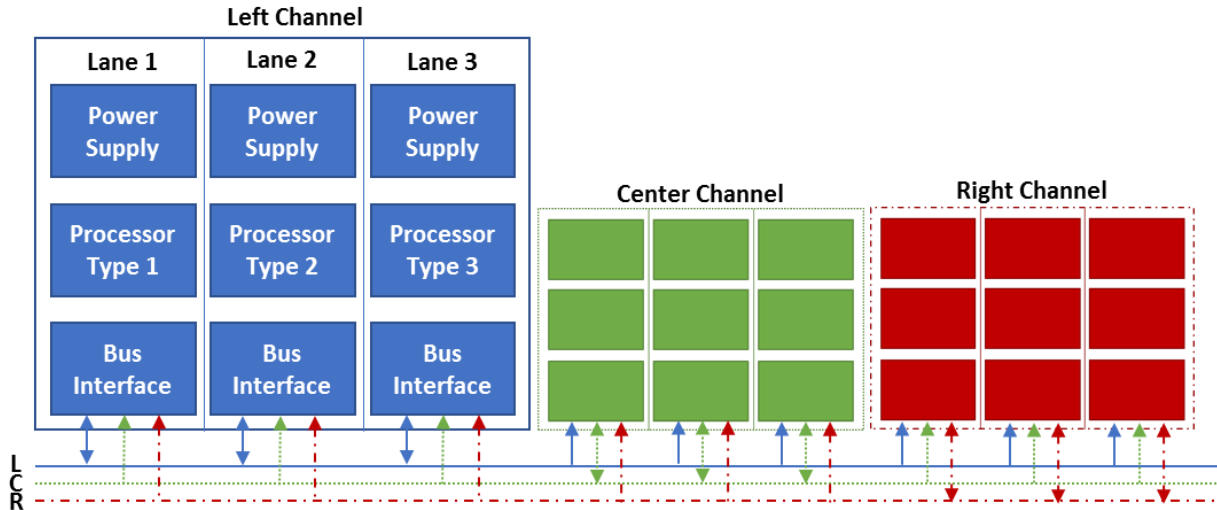 Left Channel
Lane 1 Lane 2 Lane 3
Power Supply Power Supply Power Supply
Processor Type 1 Processor Type 2 Processor Type 3
Bus Interface Bus Interface Bus Interface
Center Channel
Right Channel
L
C
R